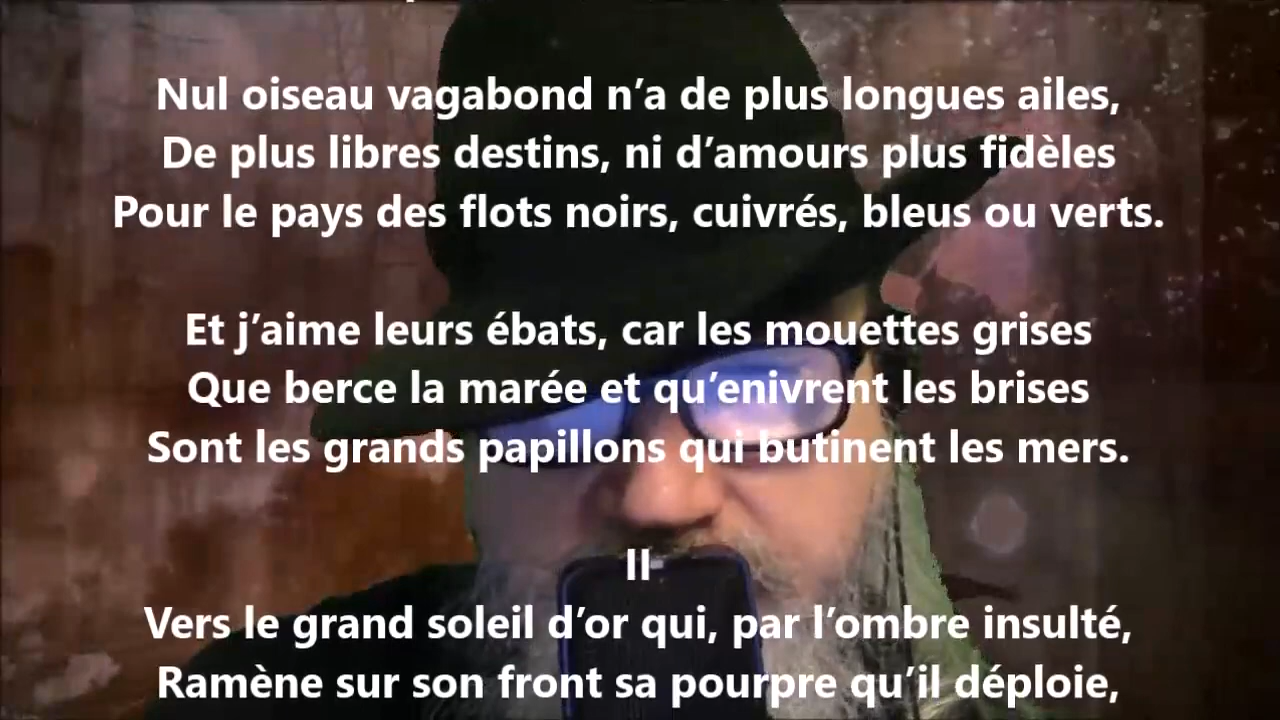 Nul oiseau vagabond n’a de plus longues ailes,
De plus libres destins, ni d’amours plus fidèles
Pour le pays des flots noirs, cuivrés, bleus ou verts.
Et j’aime leurs ébats, car les mouettes grises
Que berce la marée et qu’enivrent les brises
Sont les grands papillons qui butinent les mers.
II
Vers le grand soleil d’or qui, par l’ombre insulté,
Ramène sur son front sa pourpre qu’il déploie,